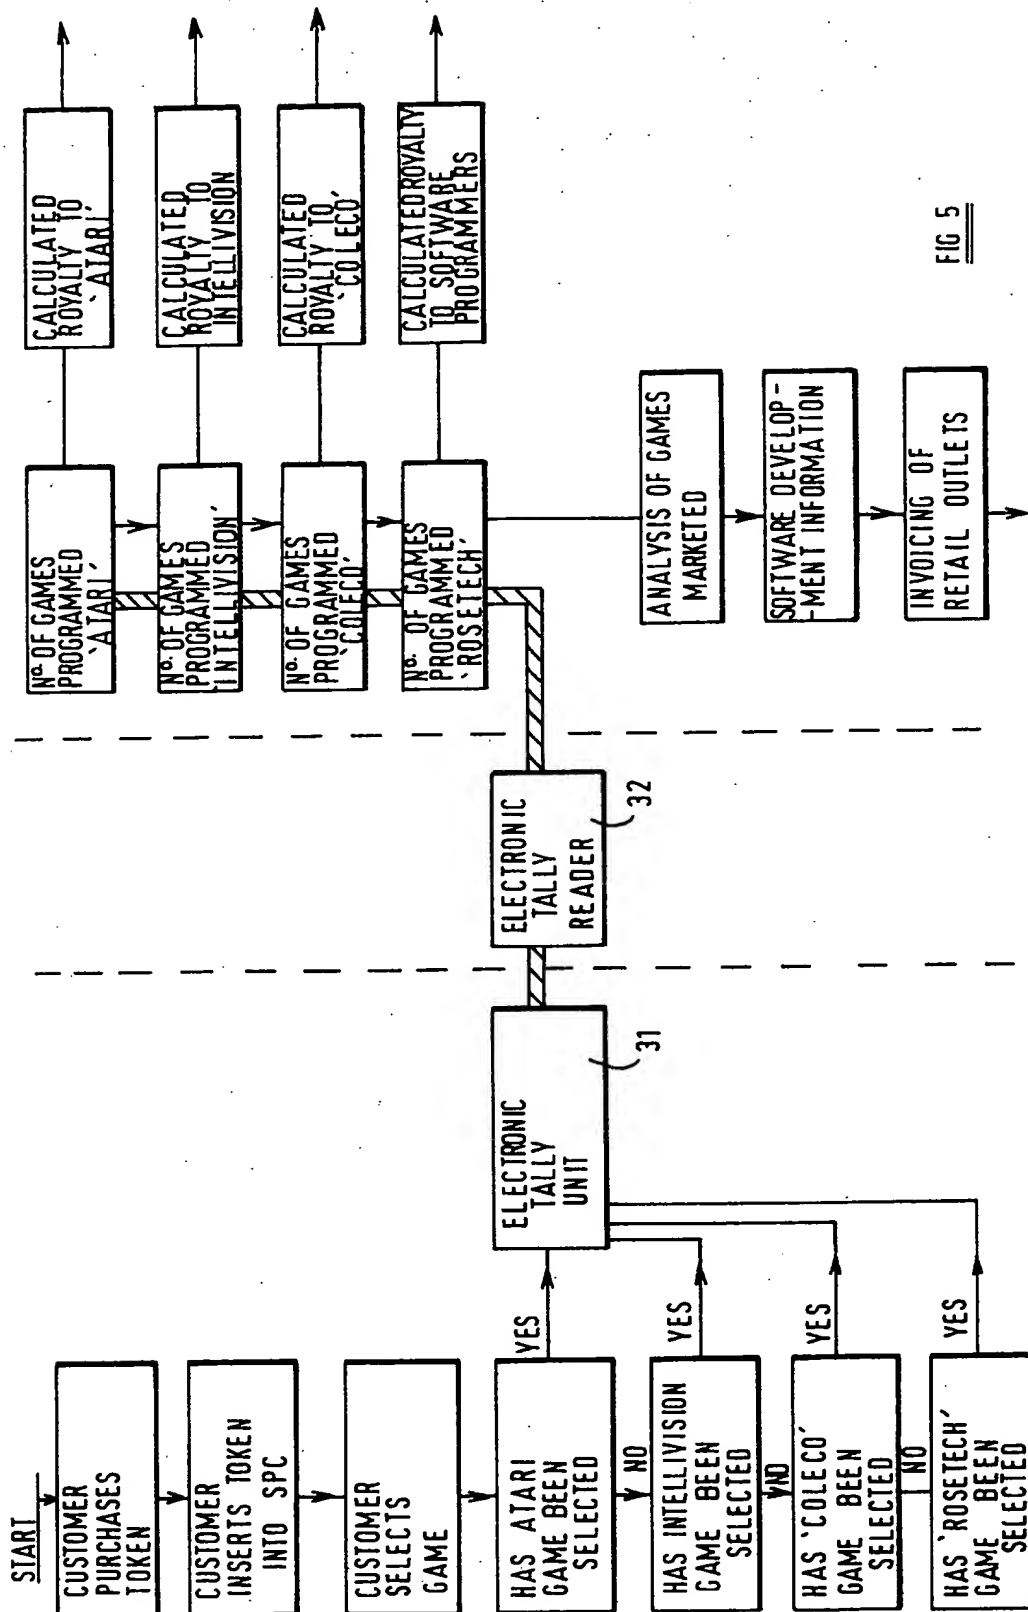 START
CUSTOMER
PURCHASES
TOKEN
CUSTOMER
INSERTS TOKEN
INTO SPC
CUSTOMER
SELECTS
GAME
HAS ATARI
GAME BEEN
SELECTED
YES
NO
HAS INTELLIVISION
GAME BEEN
SELECTED
YES
NO
HAS 'COLECO'
GAME BEEN
SELECTED
YES
NO
HAS 'ROSETECH'
GAME BEEN
SELECTED
YES
ELECTRONIC
TALLY
UNIT
31
ELECTRONIC
TALLY
READER
32
Nº. OF GAMES
PROGRAMMED
'ATARI'
Nº. OF GAMES
PROGRAMMED
'INTELLIVISION'
Nº. OF GAMES
PROGRAMMED
'COLECO'
Nº. OF GAMES
PROGRAMMED
'ROSETECH'
CALCULATED
ROYALTY TO
'ATARI'
CALCULATED
ROYALTY TO
INTELLIVISION
CALCULATED
ROYALTY TO
'COLECO'
CALCULATED ROYALTY
TO SOFTWARE
PROGRAMMERS
ANALYSIS OF GAMES
MARKETED
SOFTWARE DEVELOP-
-MENT INFORMATION
INVOICING OF
RETAIL OUTLETS
FIG 5